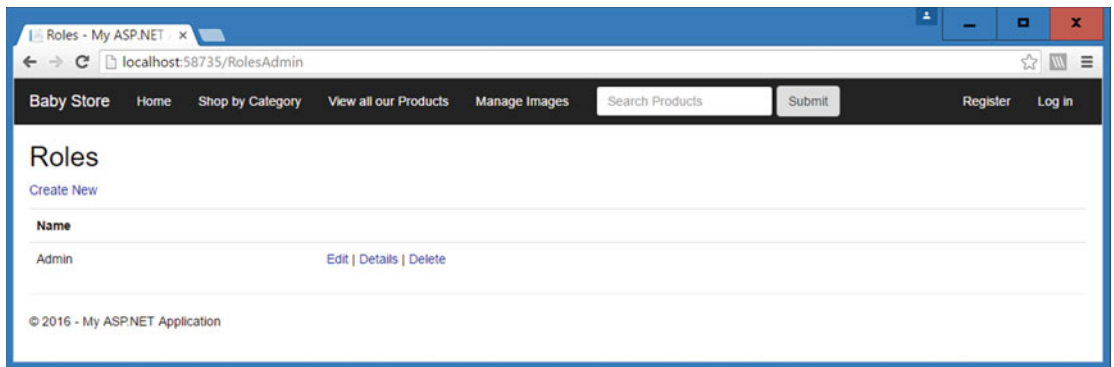 Roles - My ASP.NET A
localhost:58735/RolesAdmin
Baby Store Home Shop by Category View all our Products Manage Images Search Products Submit Register Log in
Roles
Create New
Name
Admin Edit | Details | Delete
© 2016 - My ASP.NET Application